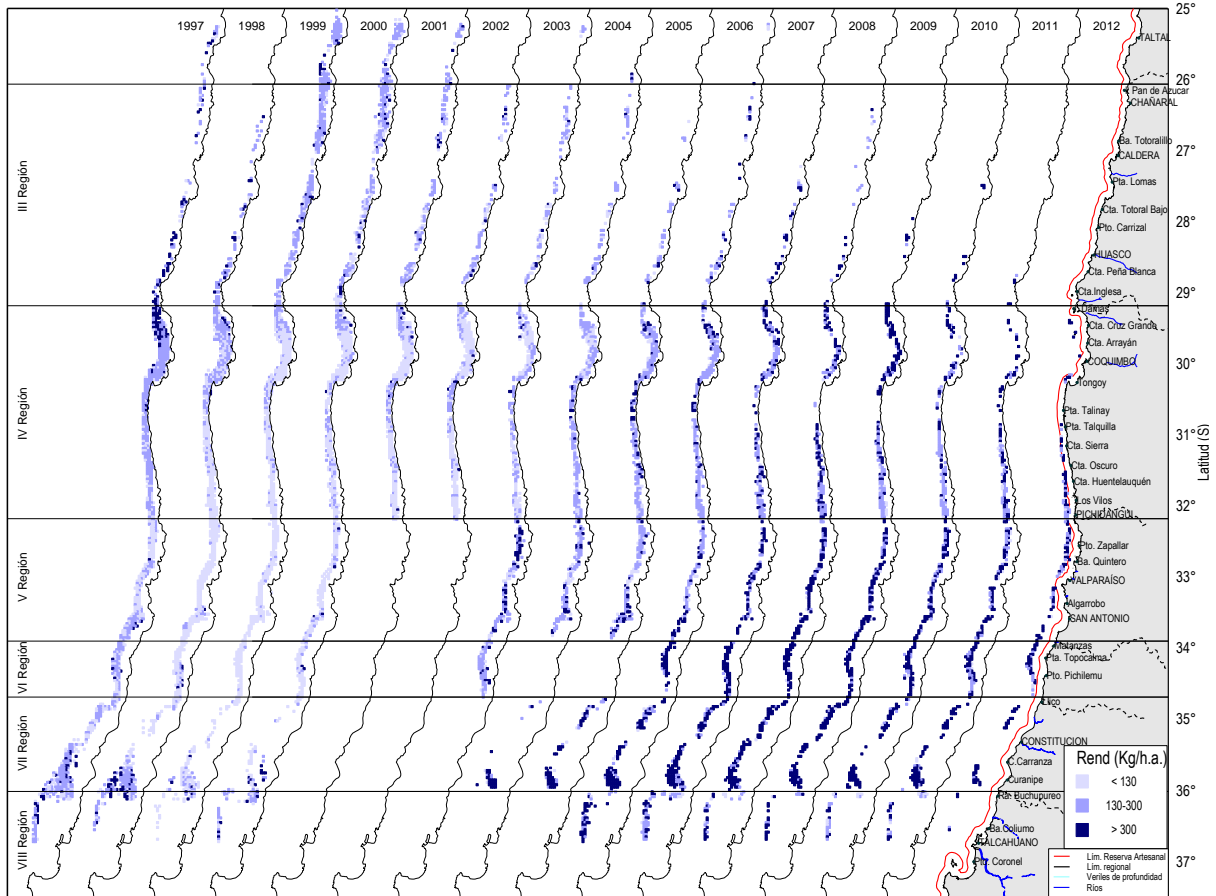 1997 1998 1999 2000 2001 2002 2003 2004 2005 2006 2007 2008 2009 2010 2011 2012
25°
26°
27°
28°
29°
30°
31°
32°
33°
34°
35°
36°
37°
Latitud (S)
III Región
IV Región
V Región
VI Región
VII Región
VIII Región
TALTAL
Pan de Azucar
CHAÑARAL
Ba. Totoralillo
CALDERA
Pta. Lomas
Cta. Totoral Bajo
Pto. Carrizal
HUASCO
Cta. Peña Blanca
Cta.Inglesa
I. Damas
Cta. Cruz Grande
Cta. Arrayán
COQUIMBO
Tongoy
Pta. Talinay
Pta. Talquilla
Cta. Sierra
Cta. Oscuro
Cta. Huentelauquén
Los Vilos
PICHIDANGUI
Pto. Zapallar
Ba. Quintero
VALPARAÍSO
Algarrobo
SAN ANTONIO
Matanzas
Pta. Topocalma
Pto. Pichilemu
Llico
CONSTITUCION
C.Carranza
Curanipe
Ra. Buchupureo
Ba.Coliumo
TALCAHUANO
Pto. Coronel
Rend (Kg/h.a.)
< 130
130-300
> 300
Lím. Reserva Artesanal
Lím. regional
Veriles de profundidad
Ríos